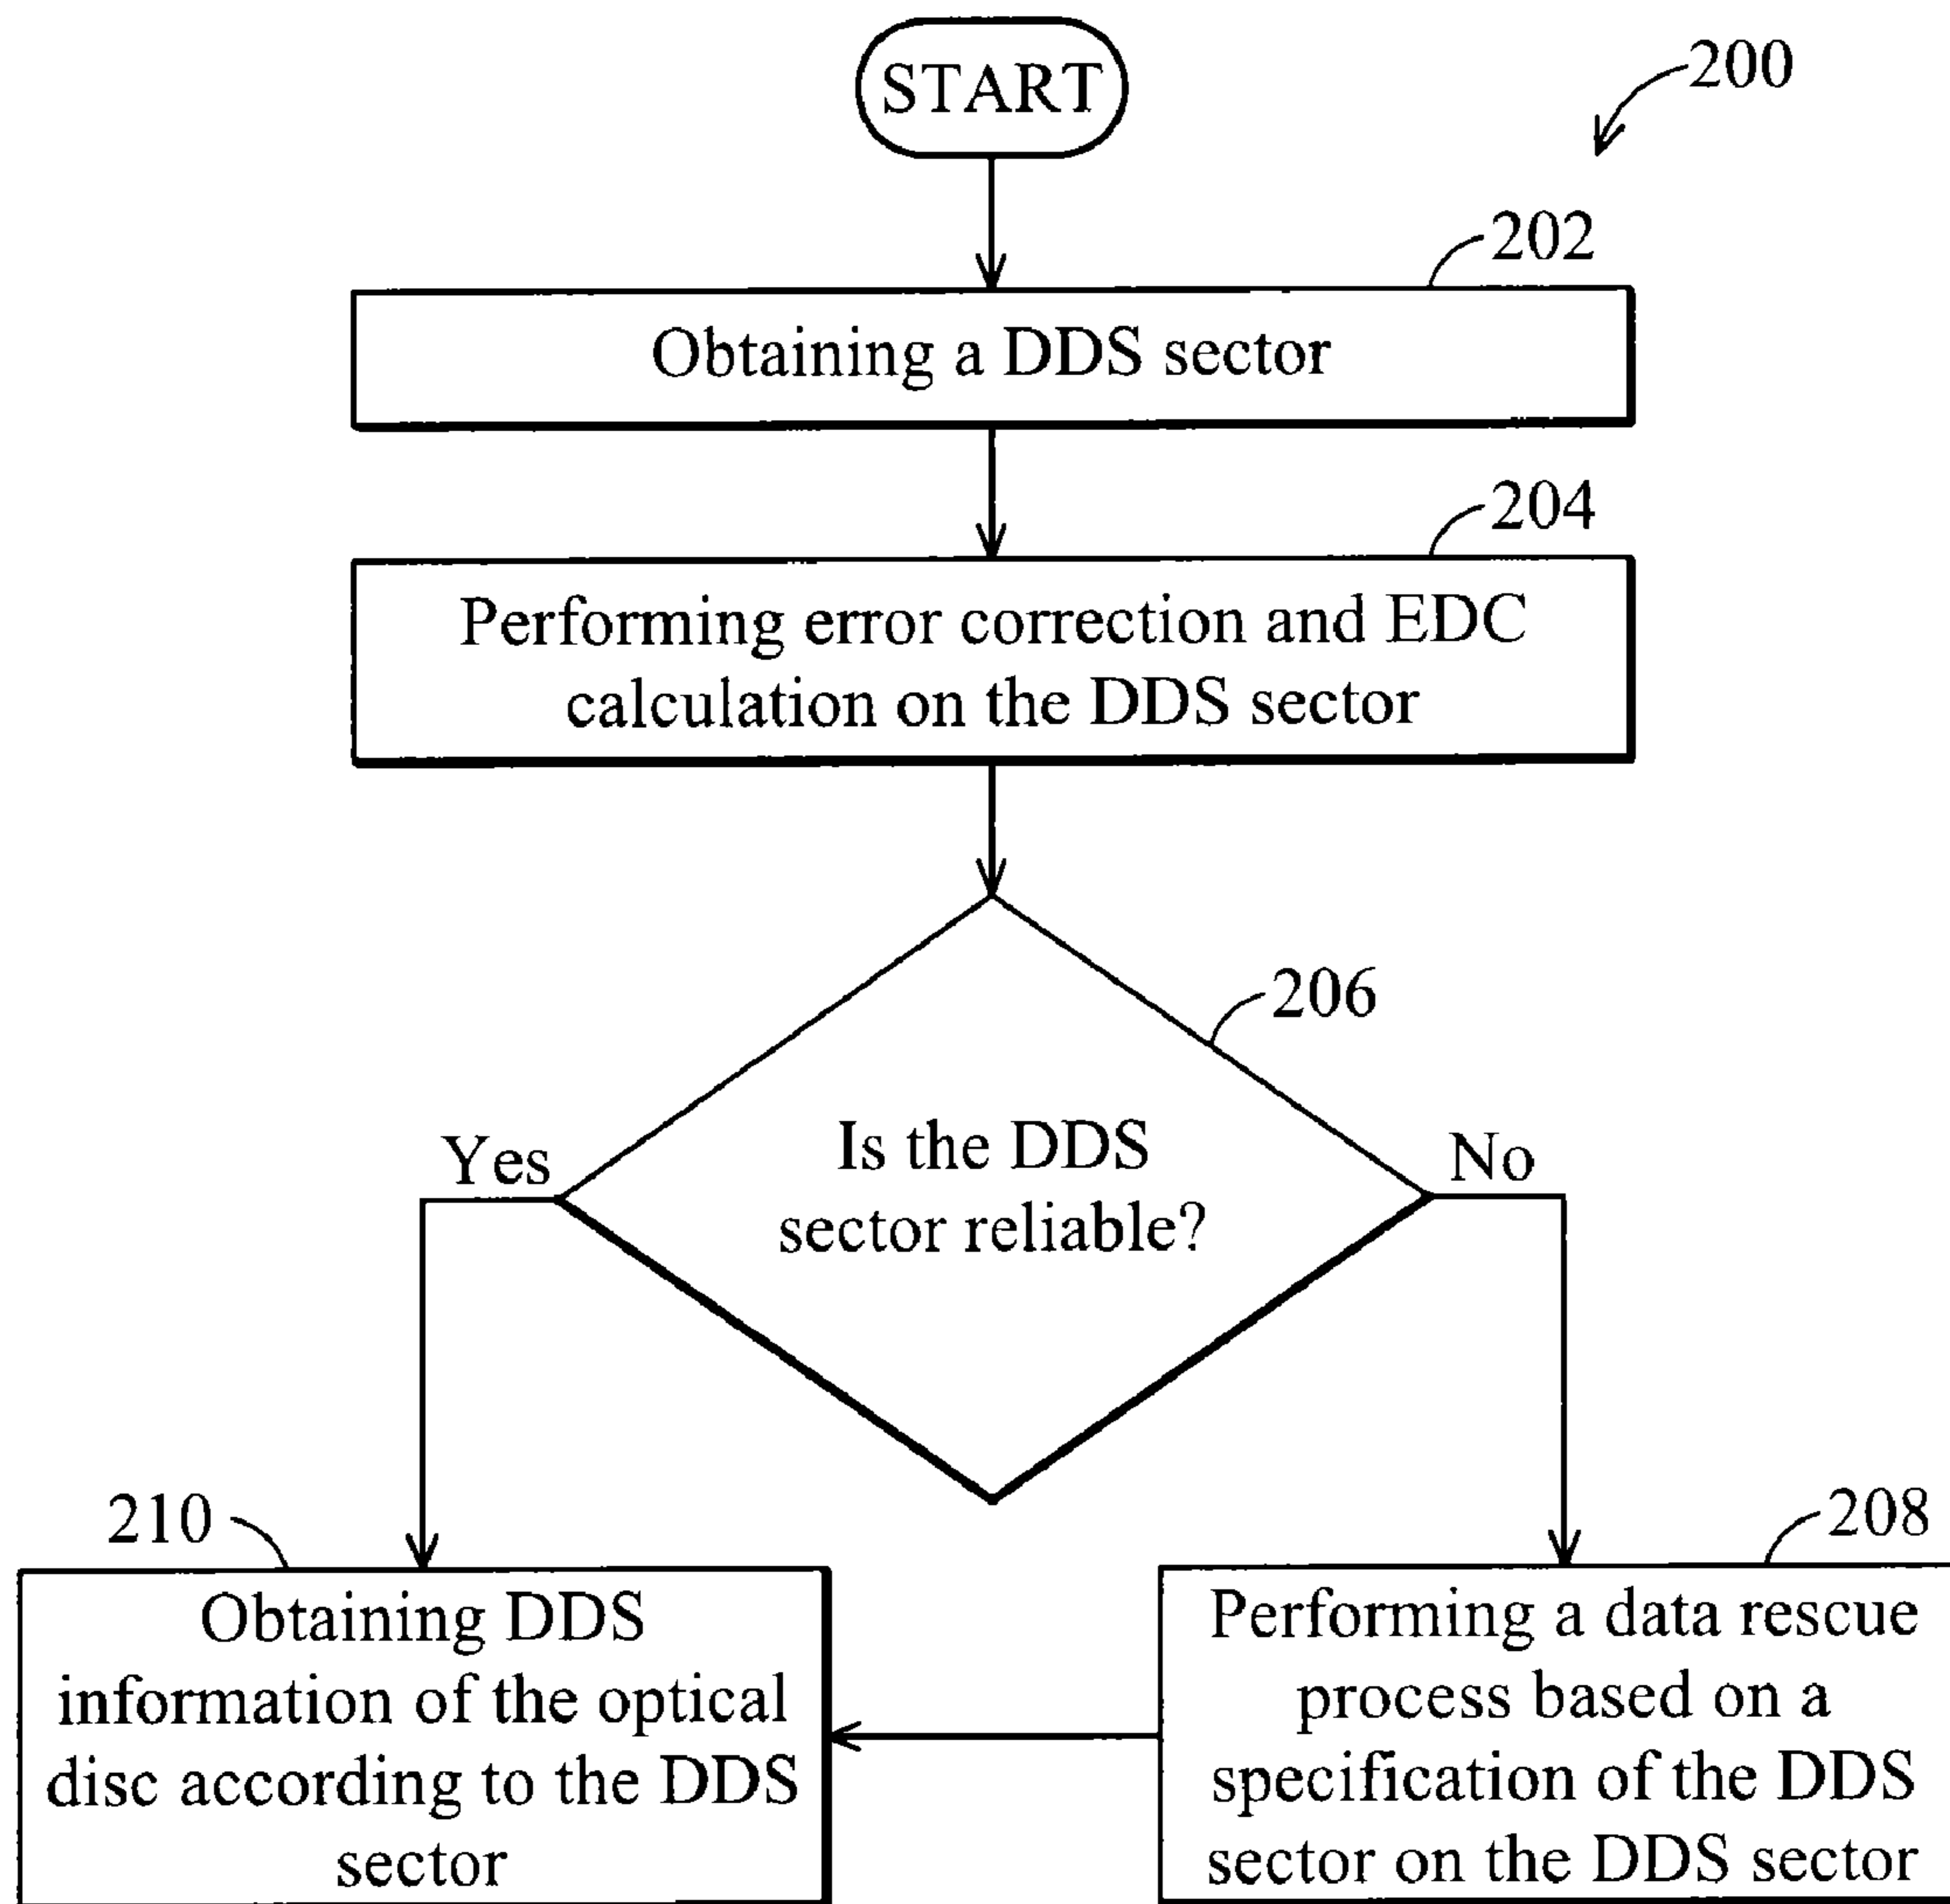 START
200
202
Obtaining a DDS sector
204
Performing error correction and EDC
calculation on the DDS sector
206
Is the DDS
sector reliable?
Yes
No
210
Obtaining DDS
information of the optical
disc according to the DDS
sector
208
Performing a data rescue
process based on a
specification of the DDS
sector on the DDS sector